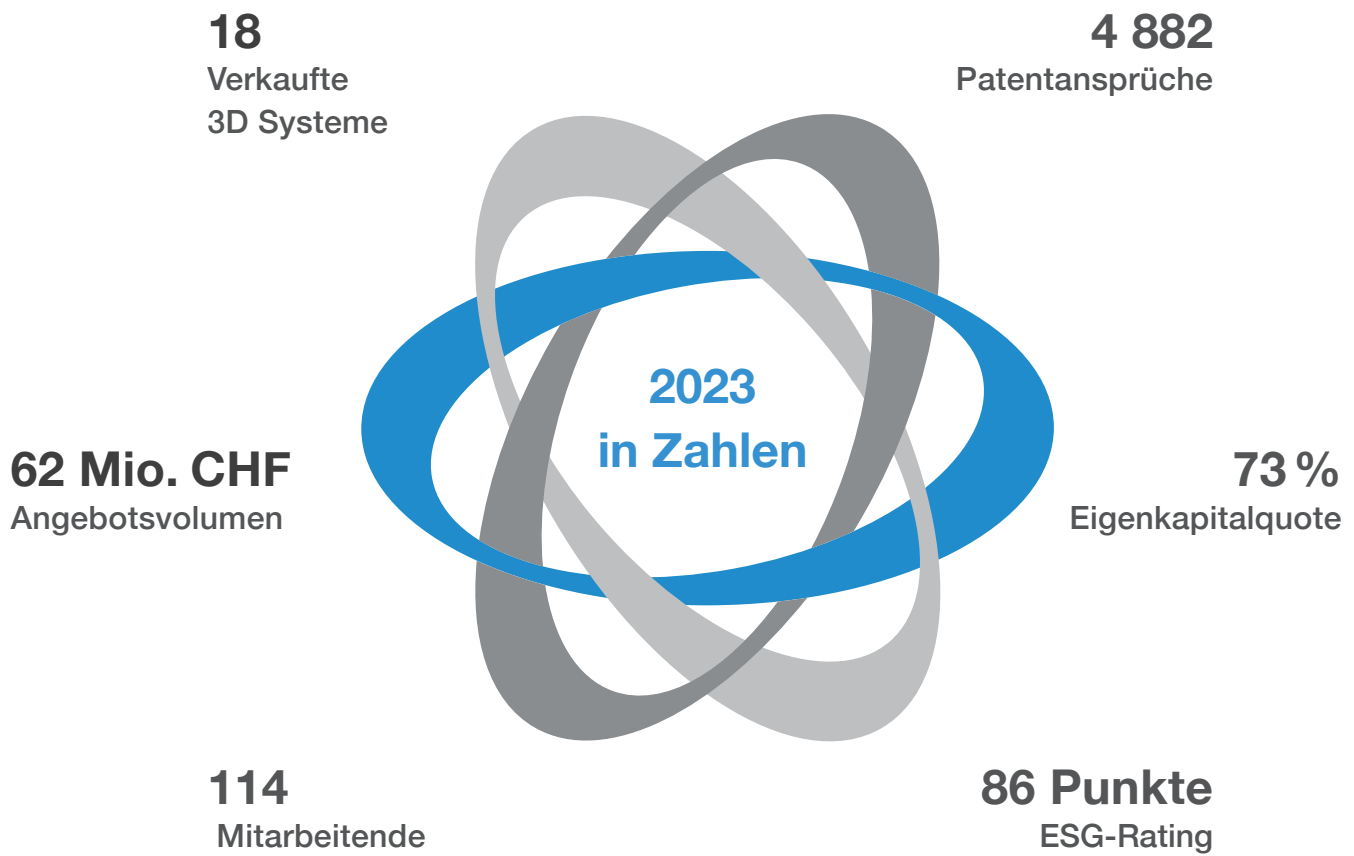 18
Verkaufte
3D Systeme
4 882
Patentansprüche
2023
in Zahlen
62 Mio. CHF
Angebotsvolumen
73 %
Eigenkapitalquote
114
Mitarbeitende
86 Punkte
ESG-Rating